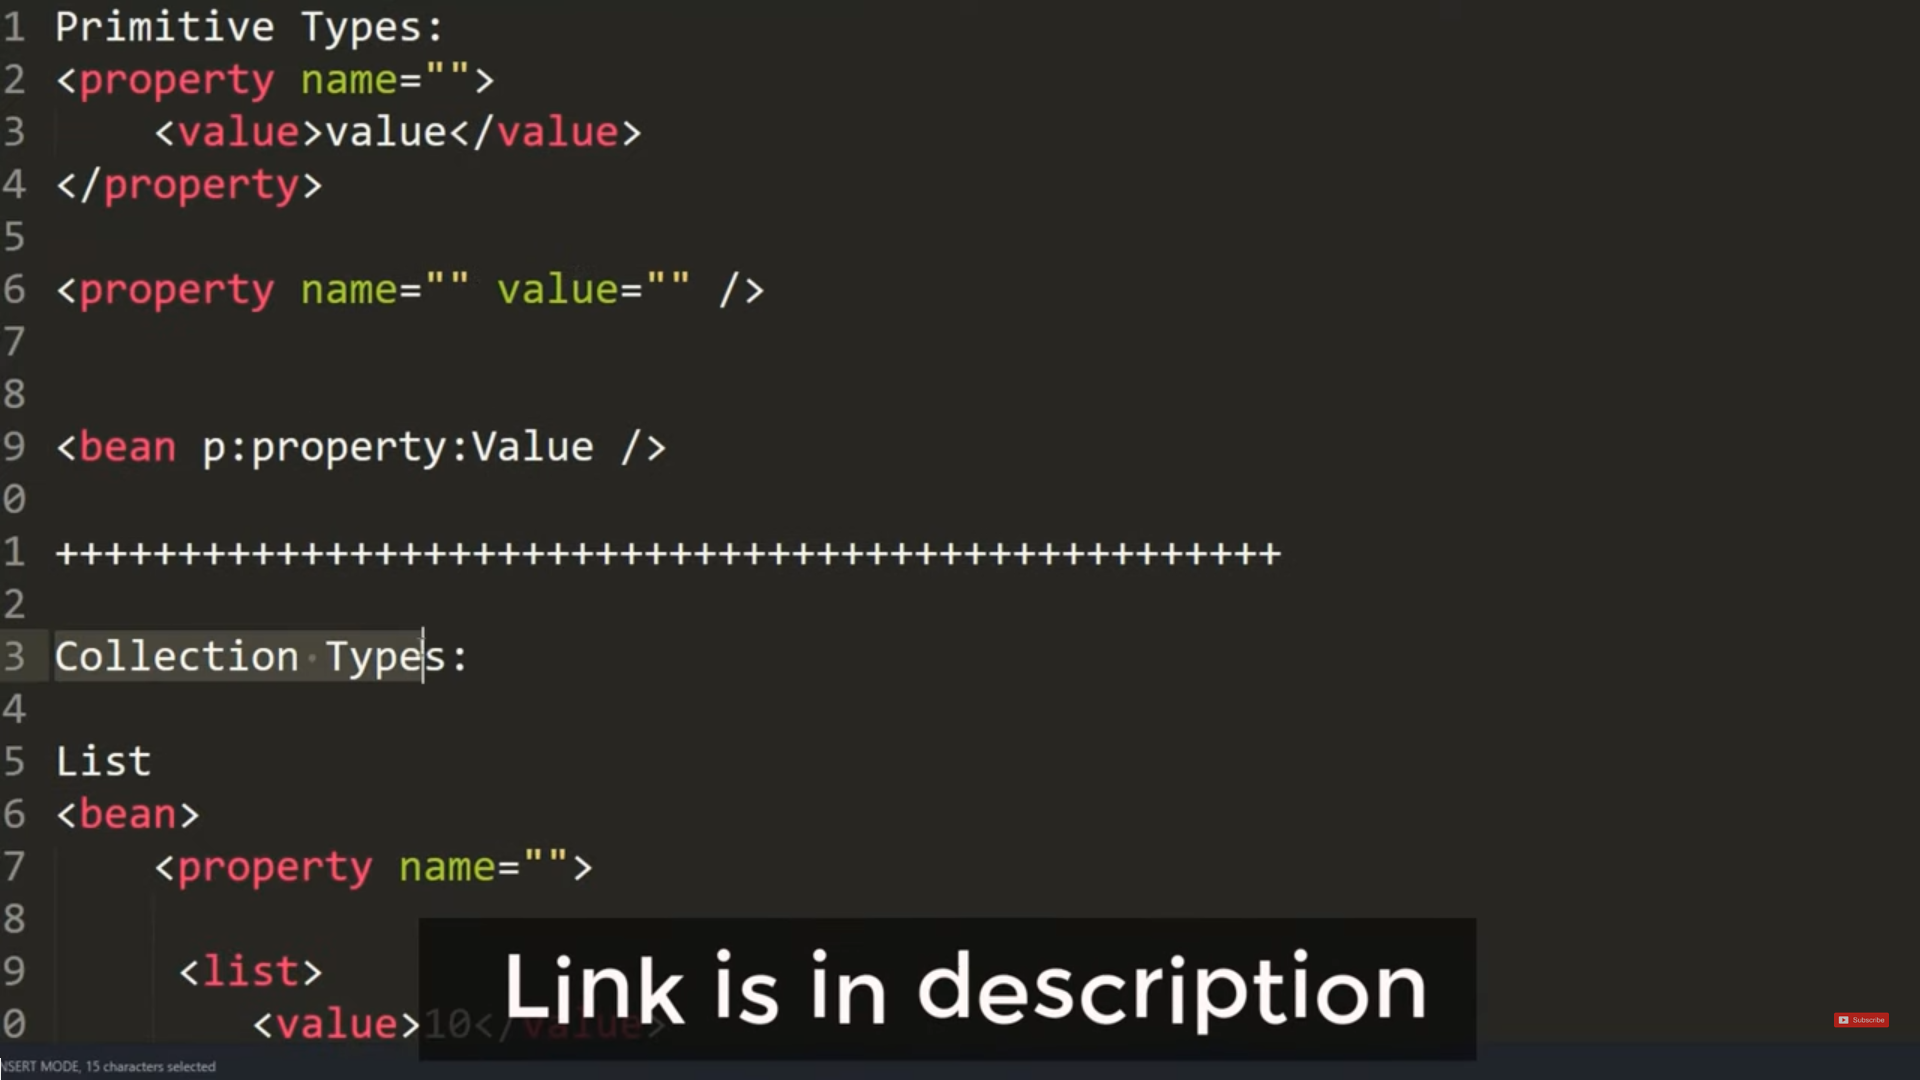 1 Primitive Types:
2 <property name="">
3 <value>value</value>
4 </property>
5
6 <property name="" value="" />
7
8
9 <bean p:property:Value />
0
1 ++++++++++++++++++++++++++++++++++++++++++++++++++
2
3 Collection Types:
4
5 List
6 <bean>
7 <property name="">
8
9 <list>
0 <value>10</value>
Link is in description
Subscribe
NSERT MODE, 15 characters selected